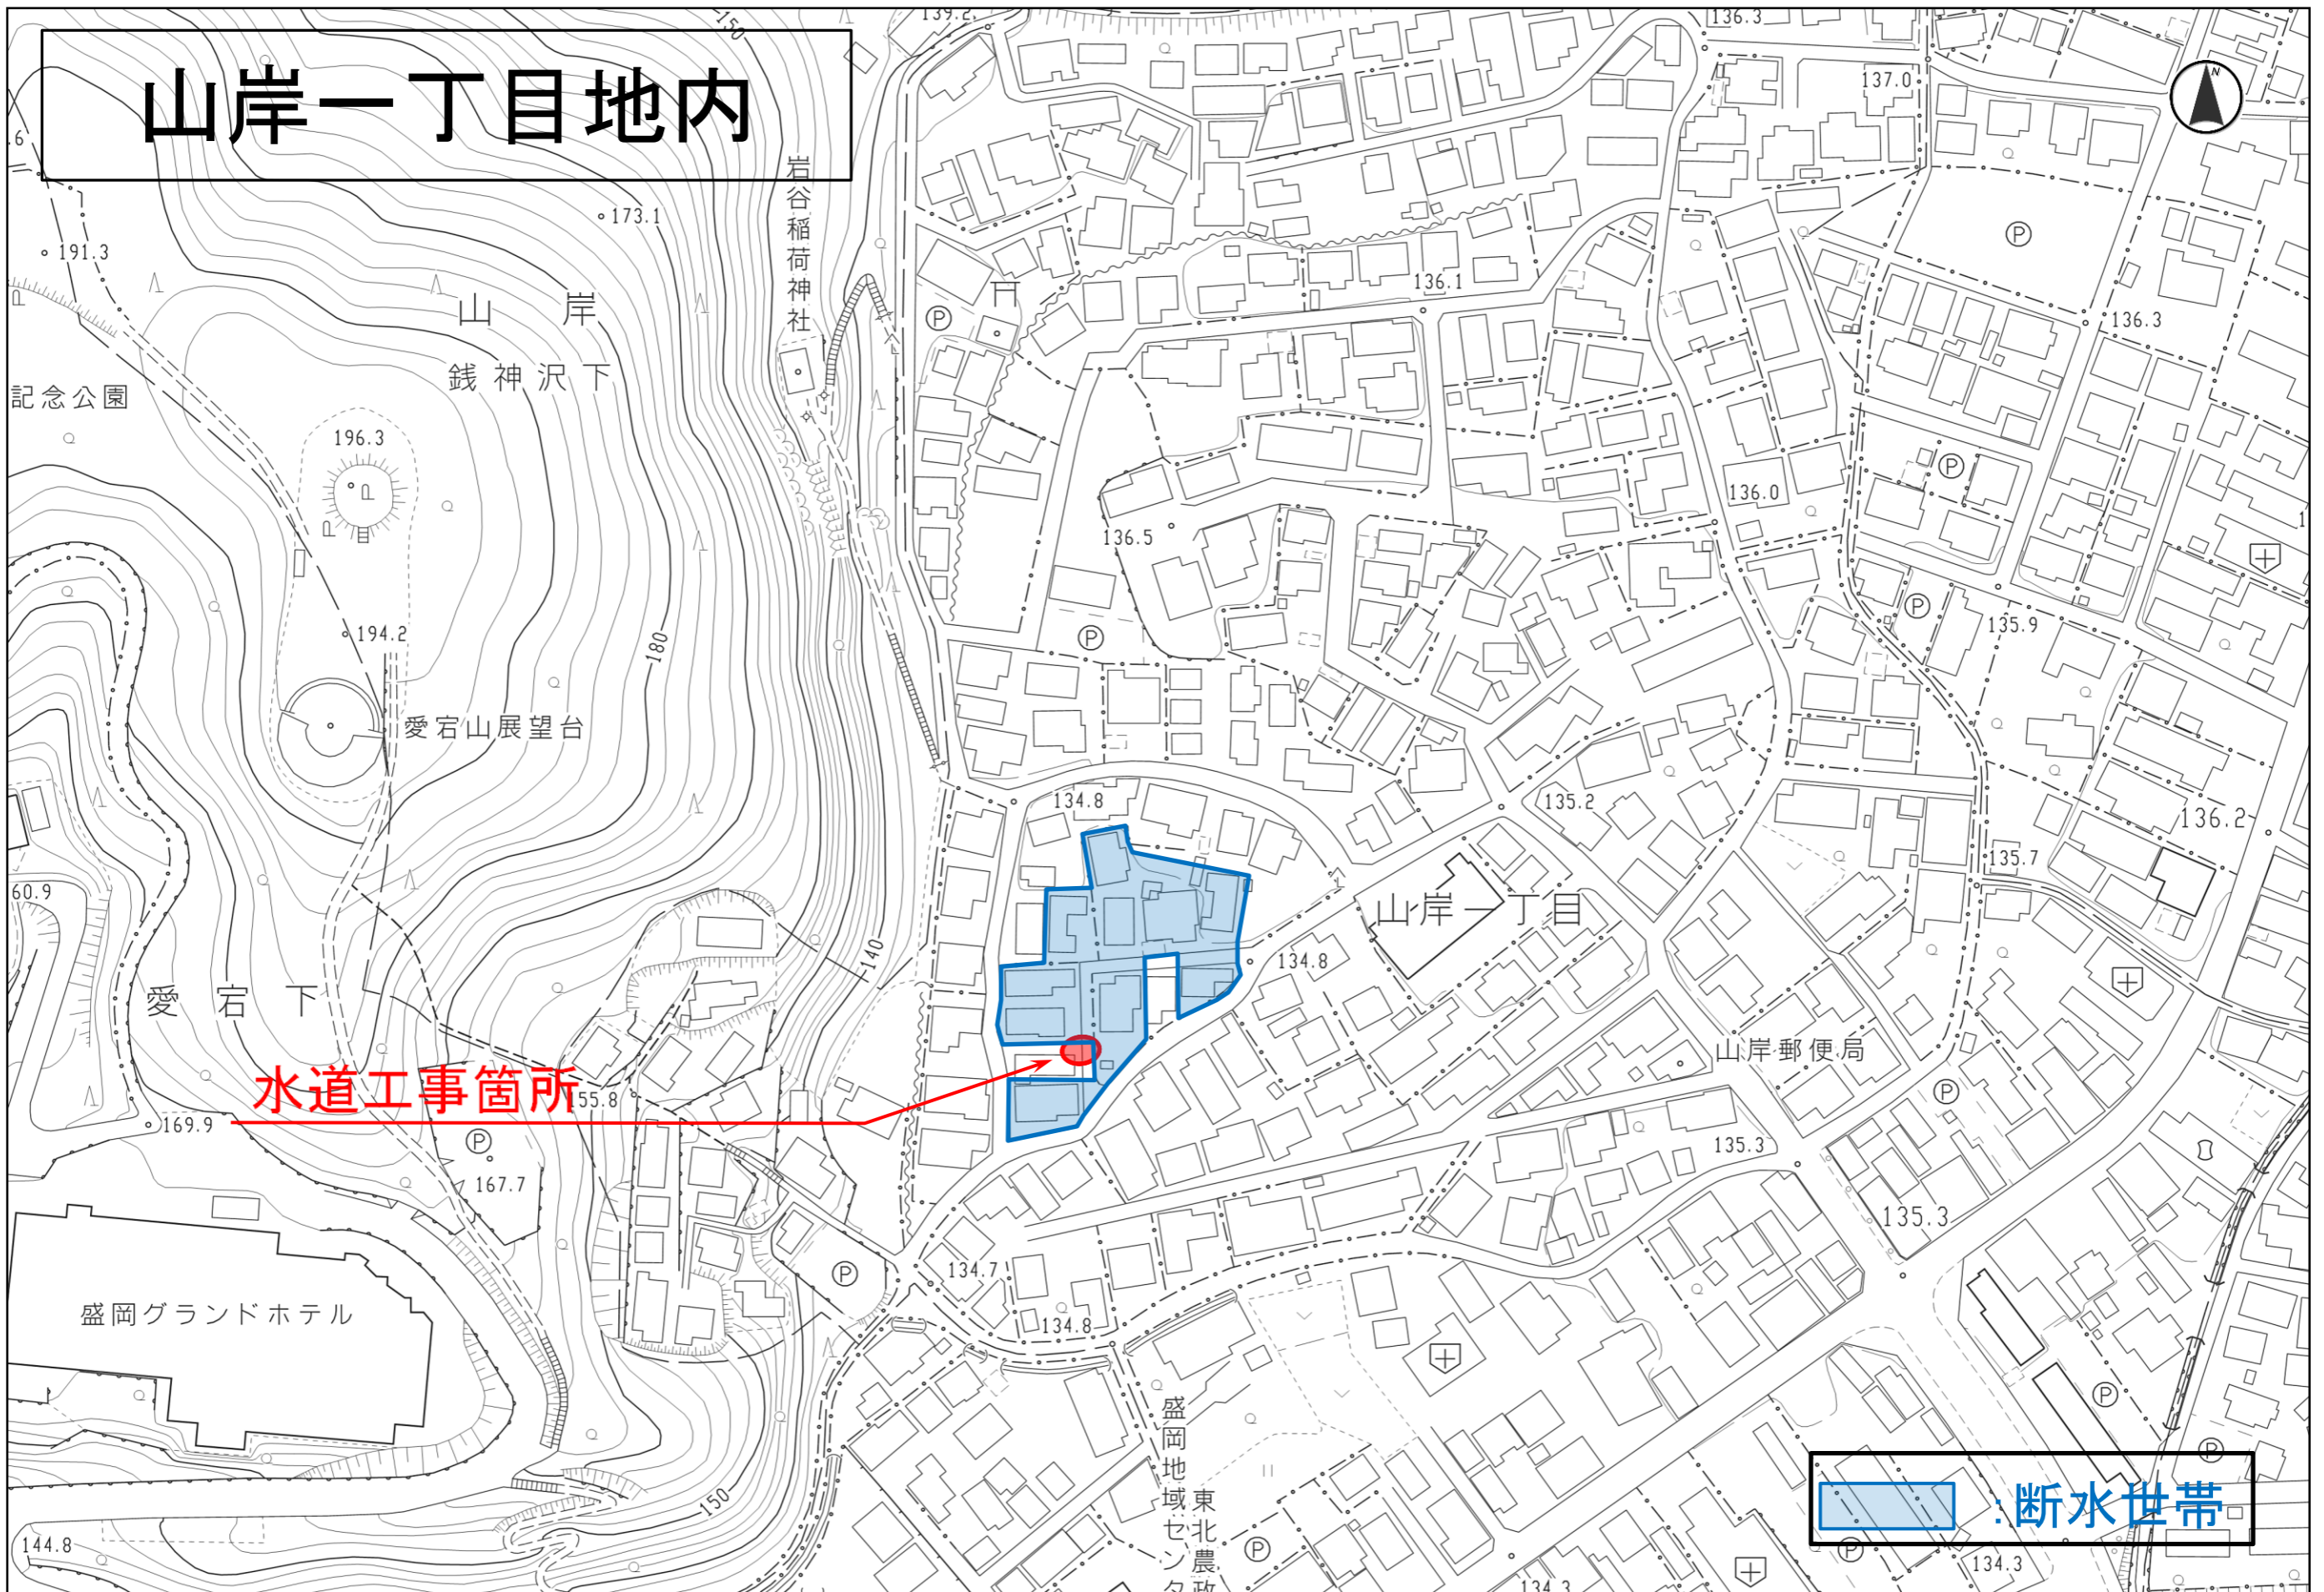 山岸一丁目地内
139.2
150
136.3
137.0
N
.6
173.1
191.3
岩谷稲荷神社
P
136.1
136.3
山岸
銭神沢下
P
記念公園
196.3
P
136.0
136.5
P
135.9
194.2
180
P
愛宕山展望台
134.8
135.2
136.2
135.7
60.9
山岸一丁目
140
134.8
愛宕下
山岸郵便局
水道工事箇所
155.8
P
169.9
P
167.7
135.3
135.3
P
134.7
盛岡グランドホテル
134.8
P
盛岡地域センタ
東北農政
150
P
P
:断水世帯
144.8
P
P
134.3
134.3